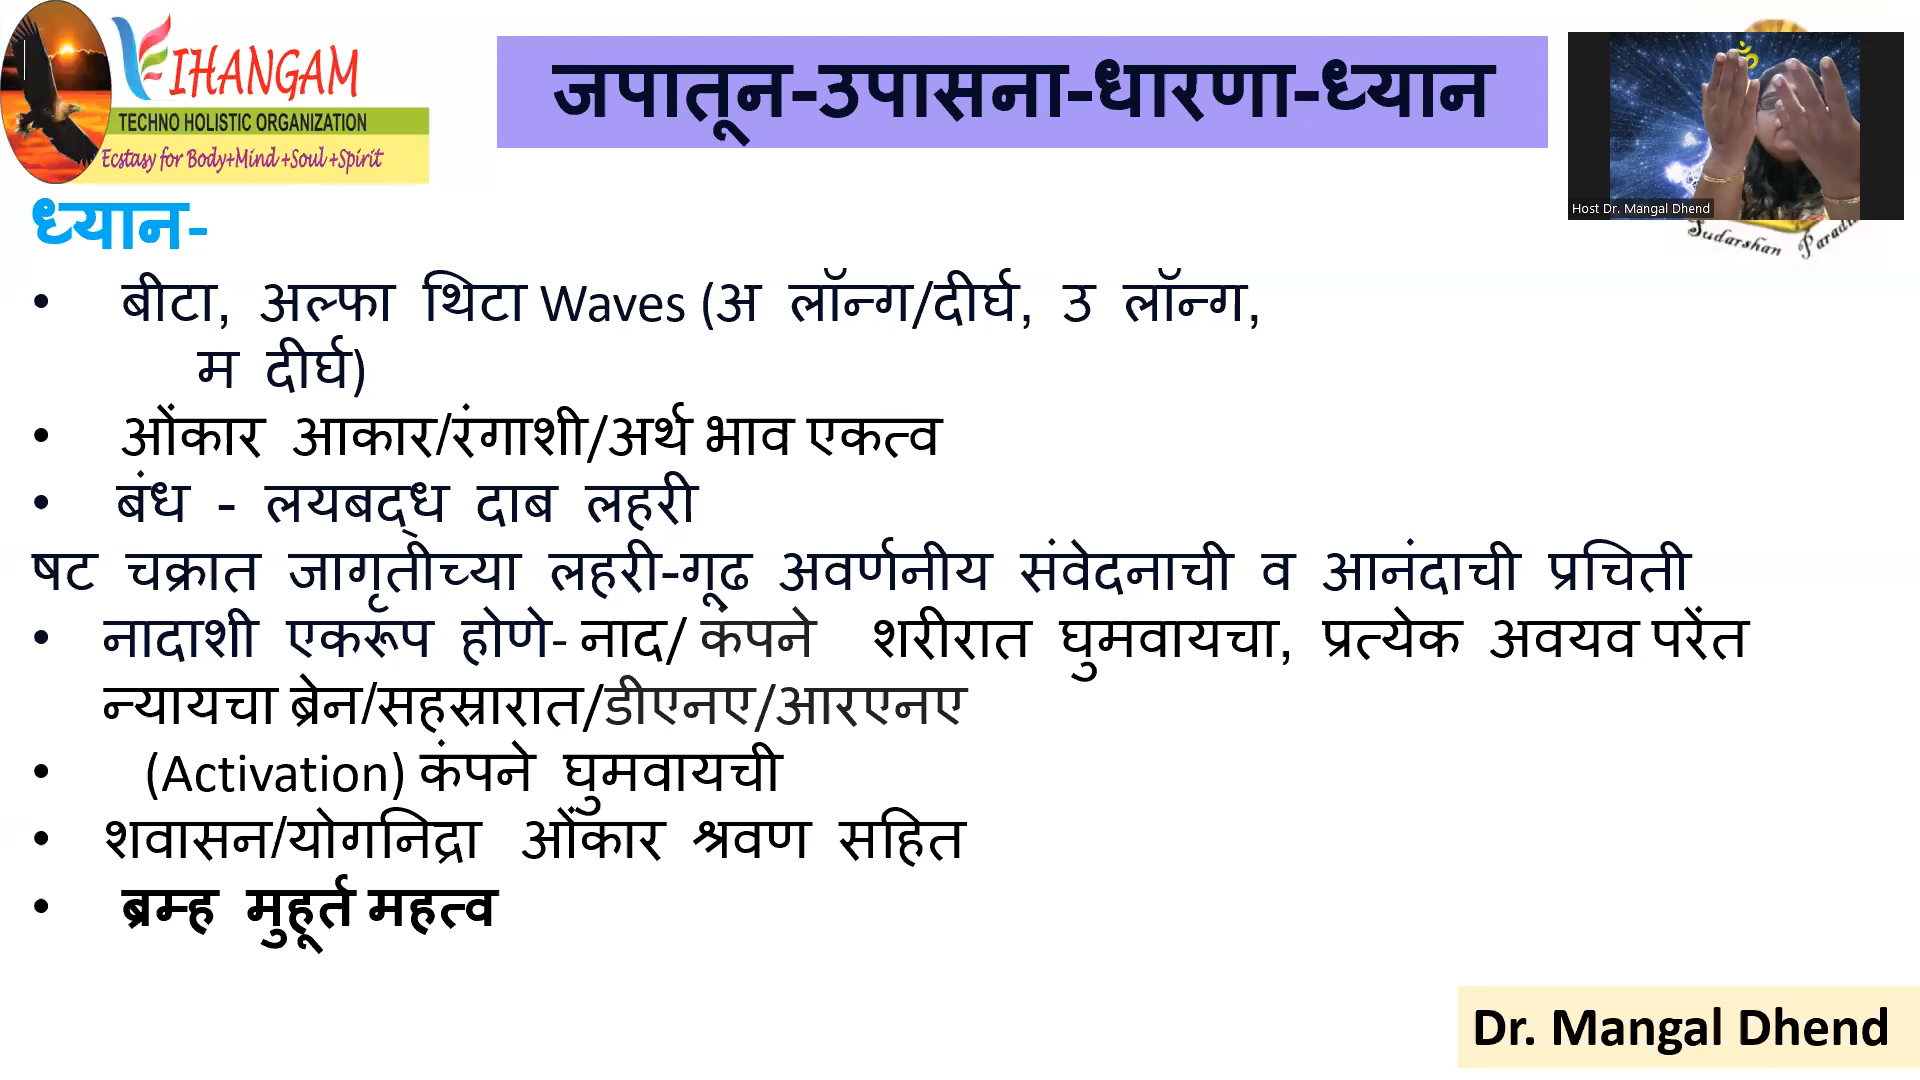 VIHANGAM
TECHNO HOLISTIC ORGANIZATION
Ecstasy for Body+Mind +Soul +Spirit
जपातून-उपासना-धारणा-ध्यान
ॐ
Host Dr. Mangal Dhend
Sudarshan
ध्यान-
• बीटा, अल्फा थिटा Waves (अ लॉन्ग/दीर्घ, उ लॉन्ग,
म दीर्घ)
• ओंकार आकार/रंगाशी/अर्थ भाव एकत्व
• बंध - लयबद्ध दाब लहरी
षट चक्रात जागृतीच्या लहरी-गूढ अवर्णनीय संवेदनाची व आनंदाची प्रचिती
• नादाशी एकरूप होणे- नाद/ कंपने शरीरात घुमवायचा, प्रत्येक अवयव परेंत
न्यायचा ब्रेन/सहस्रारात/डीएनए/आरएनए
• (Activation) कंपने घुमवायची
• शवासन/योगनिद्रा ओंकार श्रवण सहित
• ब्रम्ह मुहूर्त महत्व
Dr. Mangal Dhend